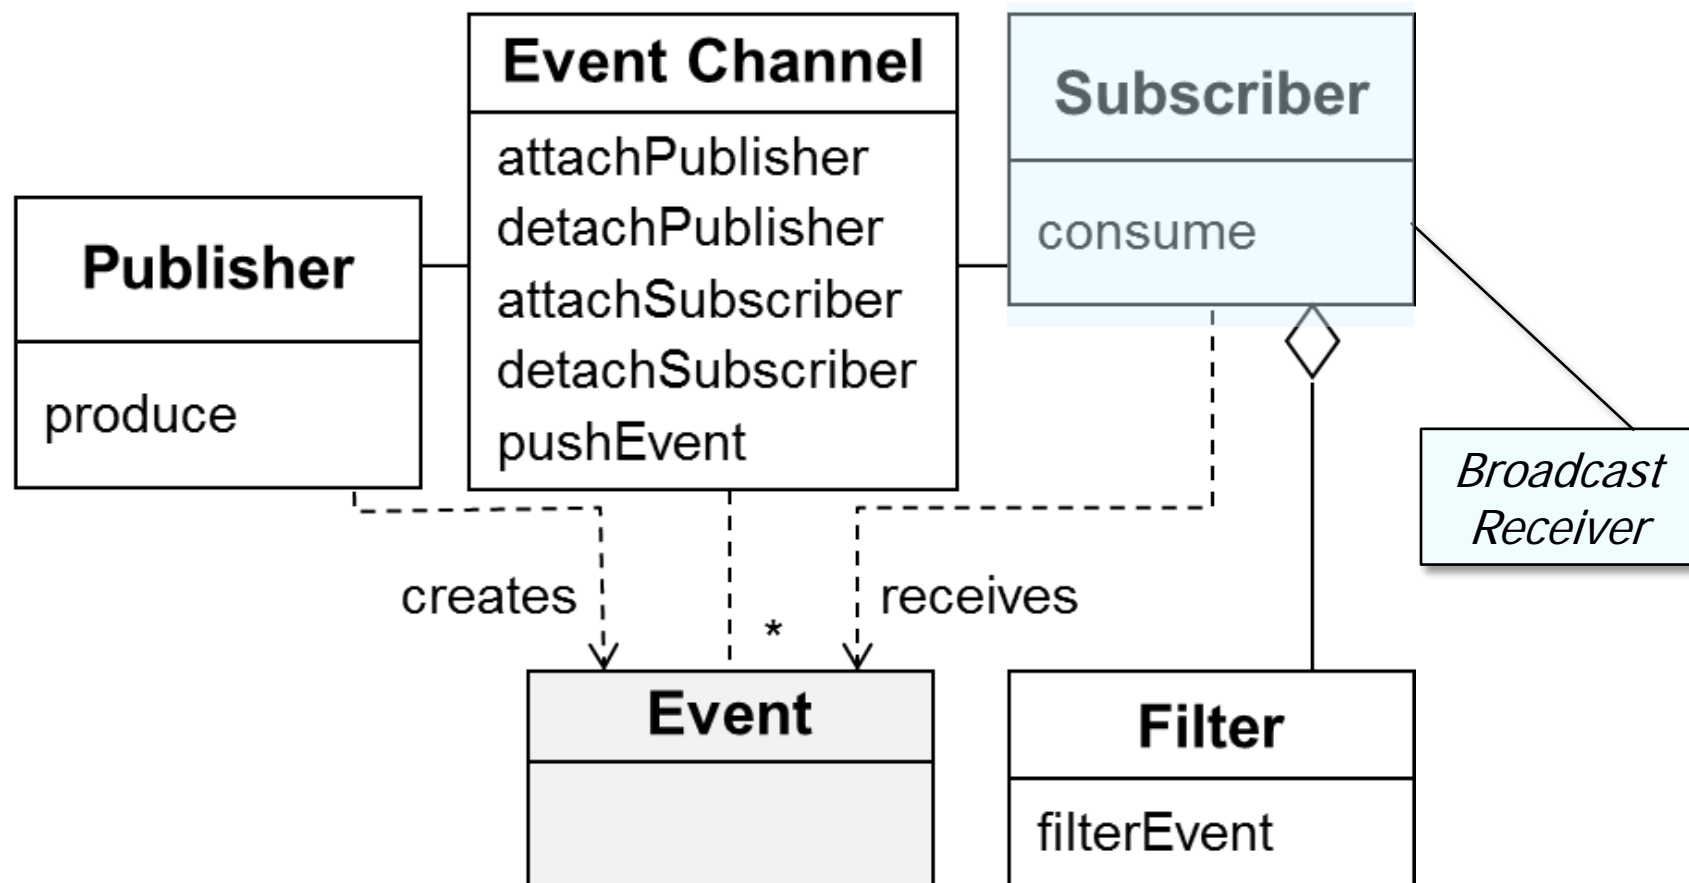 Event Channel
attachPublisher
detachPublisher
attachSubscriber
detachSubscriber
pushEvent
Subscriber
consume
Publisher
produce
Broadcast
Receiver
creates
*
receives
Event
Filter
filterEvent